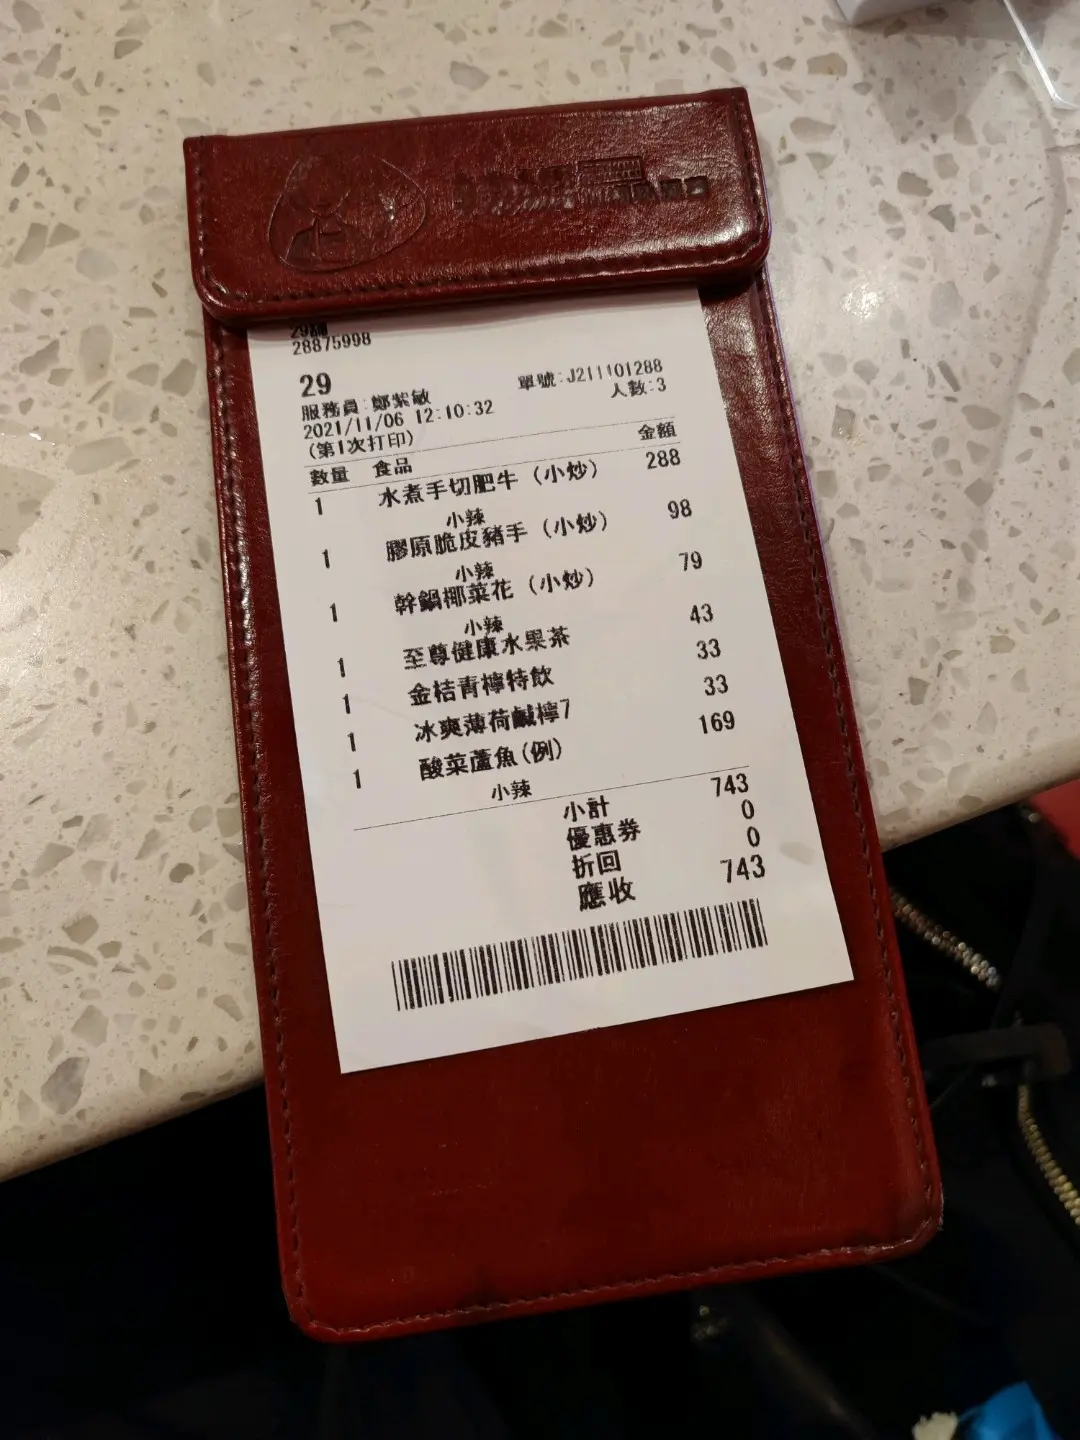 29舖
28875998
29
單號:J211101288
服務員:鄭紫敏
人數:3
2021/11/06 12:10:32
(第1次打印)
數量 食品 金額
1 水煮手切肥牛 (小炒) 288
小辣
1 膠原脆皮豬手 (小炒) 98
小辣
1 幹鍋椰菜花 (小炒) 79
小辣
1 至尊健康水果茶 43
1 金桔青檸特飲 33
1 冰爽薄荷鹹檸7 33
1 酸菜蘆魚(例) 169
小辣
小計 743
優惠券 0
折回 0
應收 743